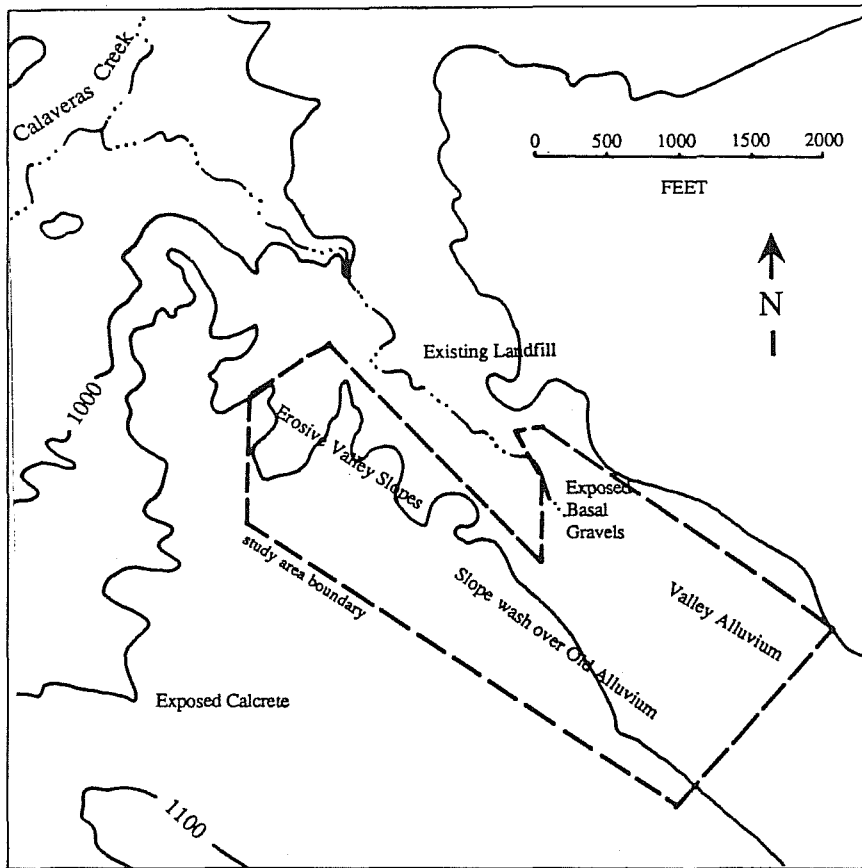 Calaveras Creek
0 500 1000 1500 2000
FEET
N
Existing Landfill
1000
Erosive Valley Slopes
Exposed
Basal
Gravels
study area boundary
Slope wash over Old Alluvium
Valley Alluvium
Exposed Calcrete
1100